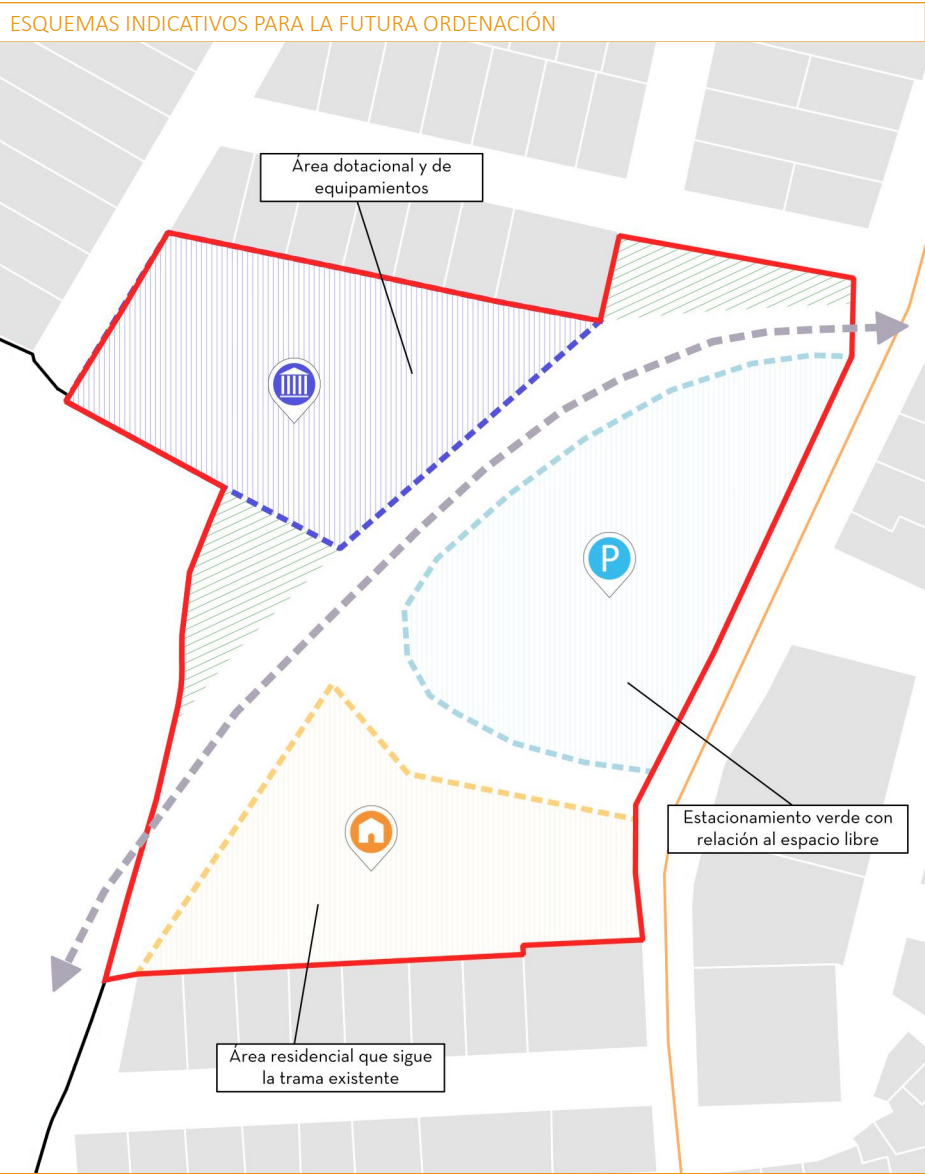 ESQUEMAS INDICATIVOS PARA LA FUTURA ORDENACIÓN
Área dotacional y de
equipamientos
P
Estacionamiento verde con
relación al espacio libre
Área residencial que sigue
la trama existente